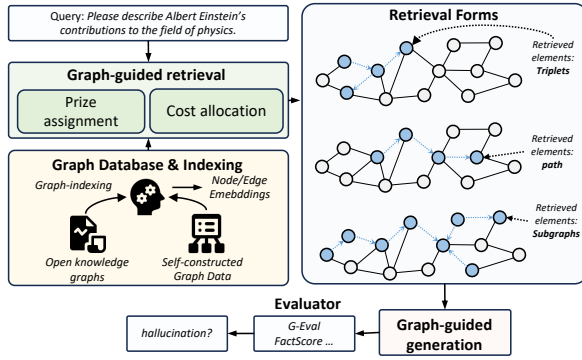 Query: Please describe Albert Einstein's
contributions to the field of physics.
Graph-guided retrieval
Prize
assignment
Cost allocation
Graph Database & Indexing
Graph-indexing
Node/Edge
Emebddings
Open knowledge
graphs
Self-constructed
Graph Data
Retrieval Forms
Retrieved
elements:
Triplets
Retrieved
elements:
path
Retrieved
elements:
Subgraphs
Evaluator
hallucination?
G-Eval
FactScore ...
Graph-guided
generation